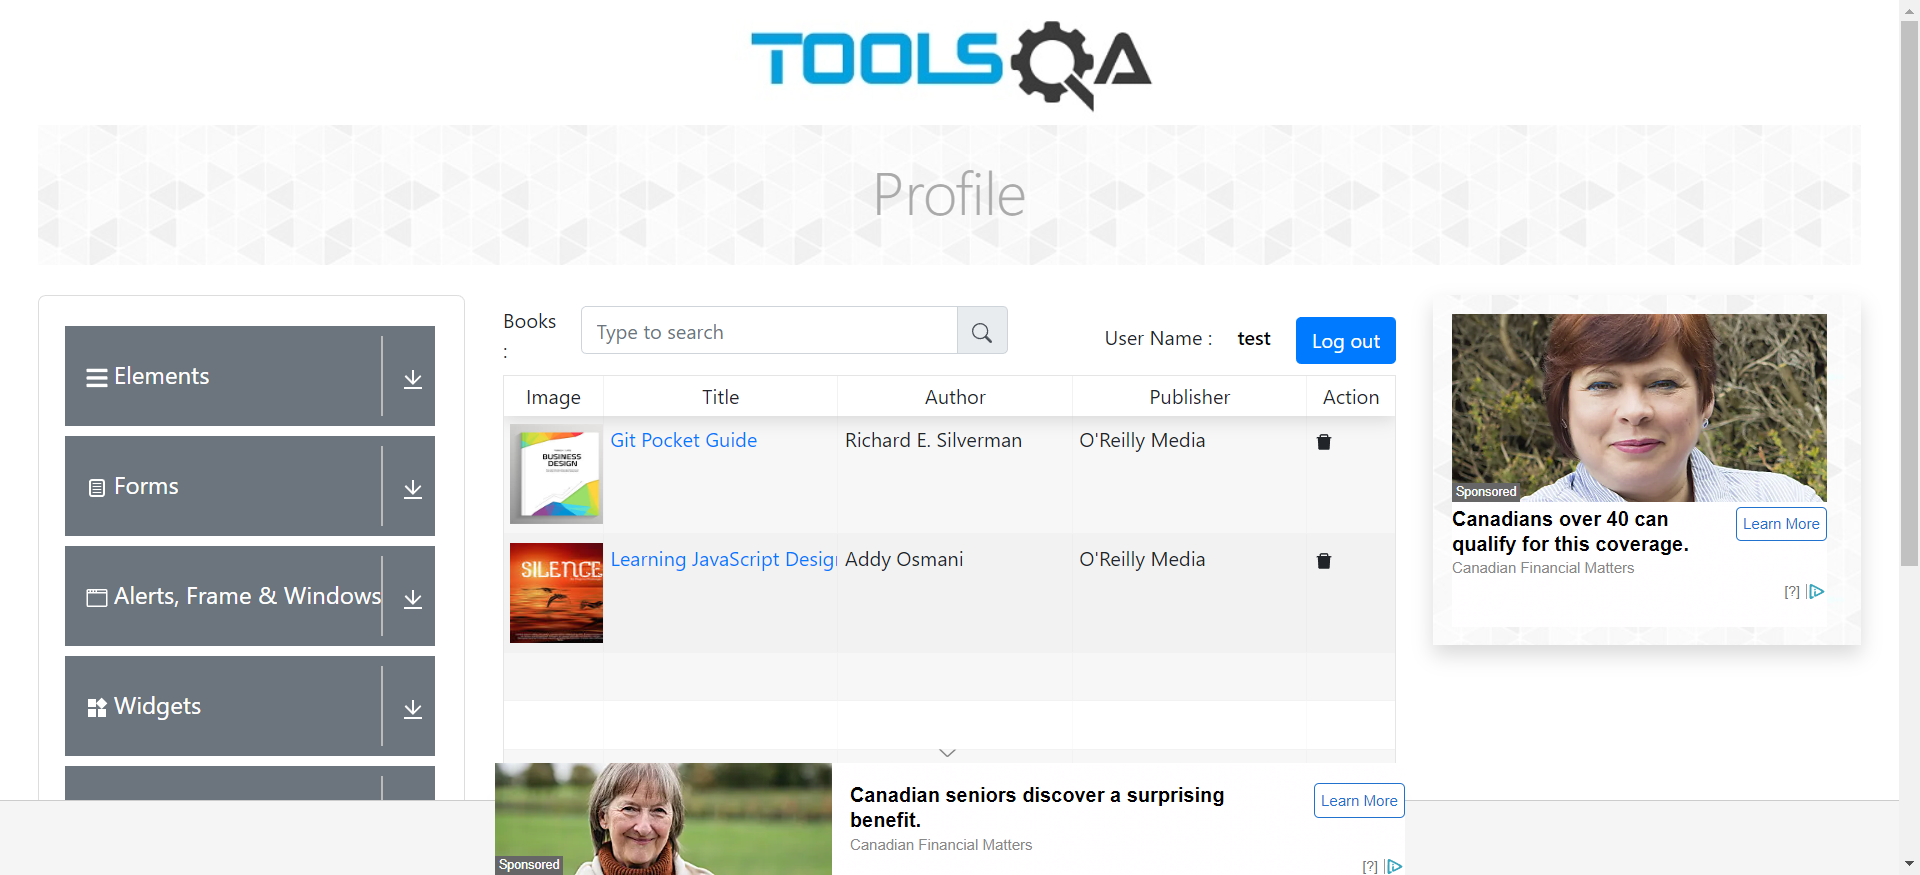 TOOLSQA
Profile
Elements
Forms
Alerts, Frame & Windows
Widgets
Books
:
Type to search
User Name :
test
Log out
Image
Title
Author
Publisher
Action
BUSINESS
DESIGN
Git Pocket Guide
Richard E. Silverman
O'Reilly Media
SILENCE
Learning JavaScript Desig
Addy Osmani
O'Reilly Media
Sponsored
Canadians over 40 can
qualify for this coverage.
Canadian Financial Matters
Learn More
[?]
Sponsored
Canadian seniors discover a surprising
benefit.
Canadian Financial Matters
Learn More
[?]